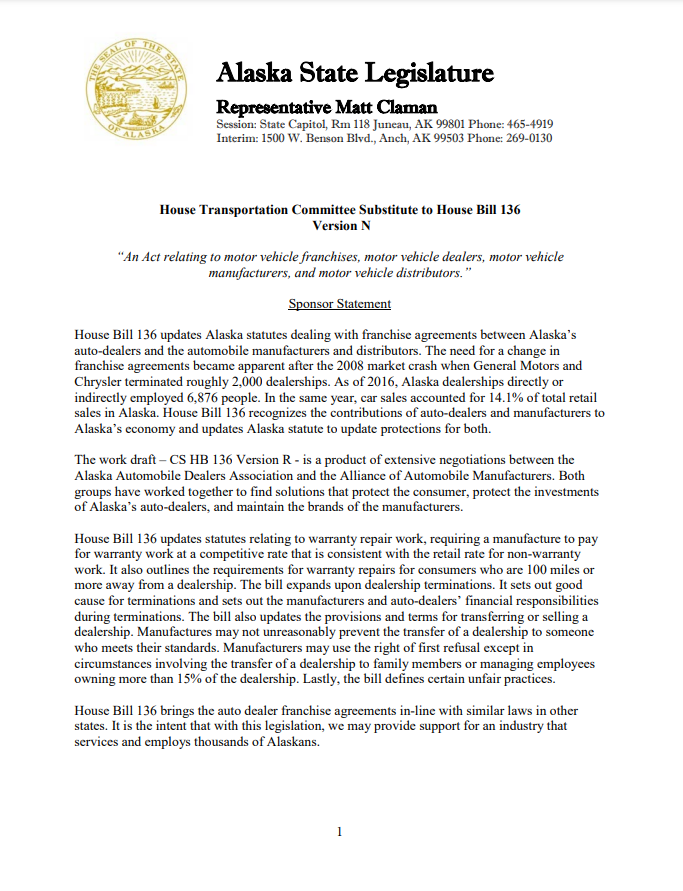 THE SEAL OF THE STATE OF ALASKA
Alaska State Legislature
Representative Matt Claman
Session: State Capitol, Rm 118 Juneau, AK 99801 Phone: 465-4919
Interim: 1500 W. Benson Blvd., Anch, AK 99503 Phone: 269-0130
House Transportation Committee Substitute to House Bill 136
Version N
“An Act relating to motor vehicle franchises, motor vehicle dealers, motor vehicle
manufacturers, and motor vehicle distributors.”
Sponsor Statement
House Bill 136 updates Alaska statutes dealing with franchise agreements between Alaska’s
auto-dealers and the automobile manufacturers and distributors. The need for a change in
franchise agreements became apparent after the 2008 market crash when General Motors and
Chrysler terminated roughly 2,000 dealerships. As of 2016, Alaska dealerships directly or
indirectly employed 6,876 people. In the same year, car sales accounted for 14.1% of total retail
sales in Alaska. House Bill 136 recognizes the contributions of auto-dealers and manufacturers to
Alaska’s economy and updates Alaska statute to update protections for both.
The work draft – CS HB 136 Version R - is a product of extensive negotiations between the
Alaska Automobile Dealers Association and the Alliance of Automobile Manufacturers. Both
groups have worked together to find solutions that protect the consumer, protect the investments
of Alaska’s auto-dealers, and maintain the brands of the manufacturers.
House Bill 136 updates statutes relating to warranty repair work, requiring a manufacture to pay
for warranty work at a competitive rate that is consistent with the retail rate for non-warranty
work. It also outlines the requirements for warranty repairs for consumers who are 100 miles or
more away from a dealership. The bill expands upon dealership terminations. It sets out good
cause for terminations and sets out the manufacturers and auto-dealers’ financial responsibilities
during terminations. The bill also updates the provisions and terms for transferring or selling a
dealership. Manufactures may not unreasonably prevent the transfer of a dealership to someone
who meets their standards. Manufacturers may use the right of first refusal except in
circumstances involving the transfer of a dealership to family members or managing employees
owning more than 15% of the dealership. Lastly, the bill defines certain unfair practices.
House Bill 136 brings the auto dealer franchise agreements in-line with similar laws in other
states. It is the intent that with this legislation, we may provide support for an industry that
services and employs thousands of Alaskans.
1